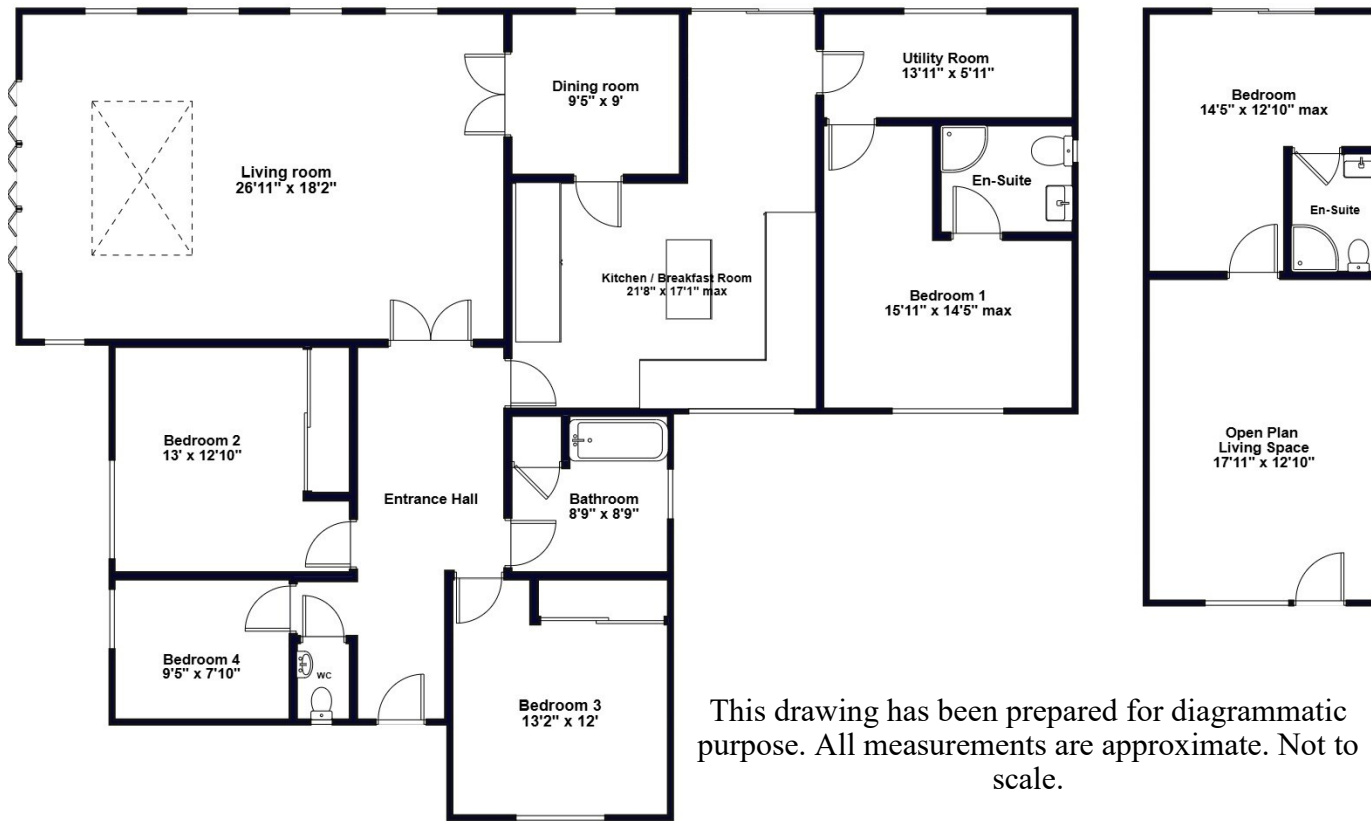 Living room
26'11" x 18'2"
Dining room
9'5" x 9'
Utility Room
13'11" x 5'11"
En-Suite
Kitchen / Breakfast Room
21'8" x 17'1" max
Bedroom 1
15'11" x 14'5" max
Bedroom 2
13' x 12'10"
Entrance Hall
Bathroom
8'9" x 8'9"
Bedroom 4
9'5" x 7'10"
WC
Bedroom 3
13'2" x 12'
Bedroom
14'5" x 12'10" max
En-Suite
Open Plan
Living Space
17'11" x 12'10"
This drawing has been prepared for diagrammatic
purpose. All measurements are approximate. Not to
scale.